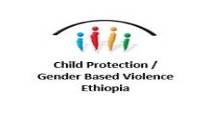 Child Protection /
Gender Based Violence
Ethiopia